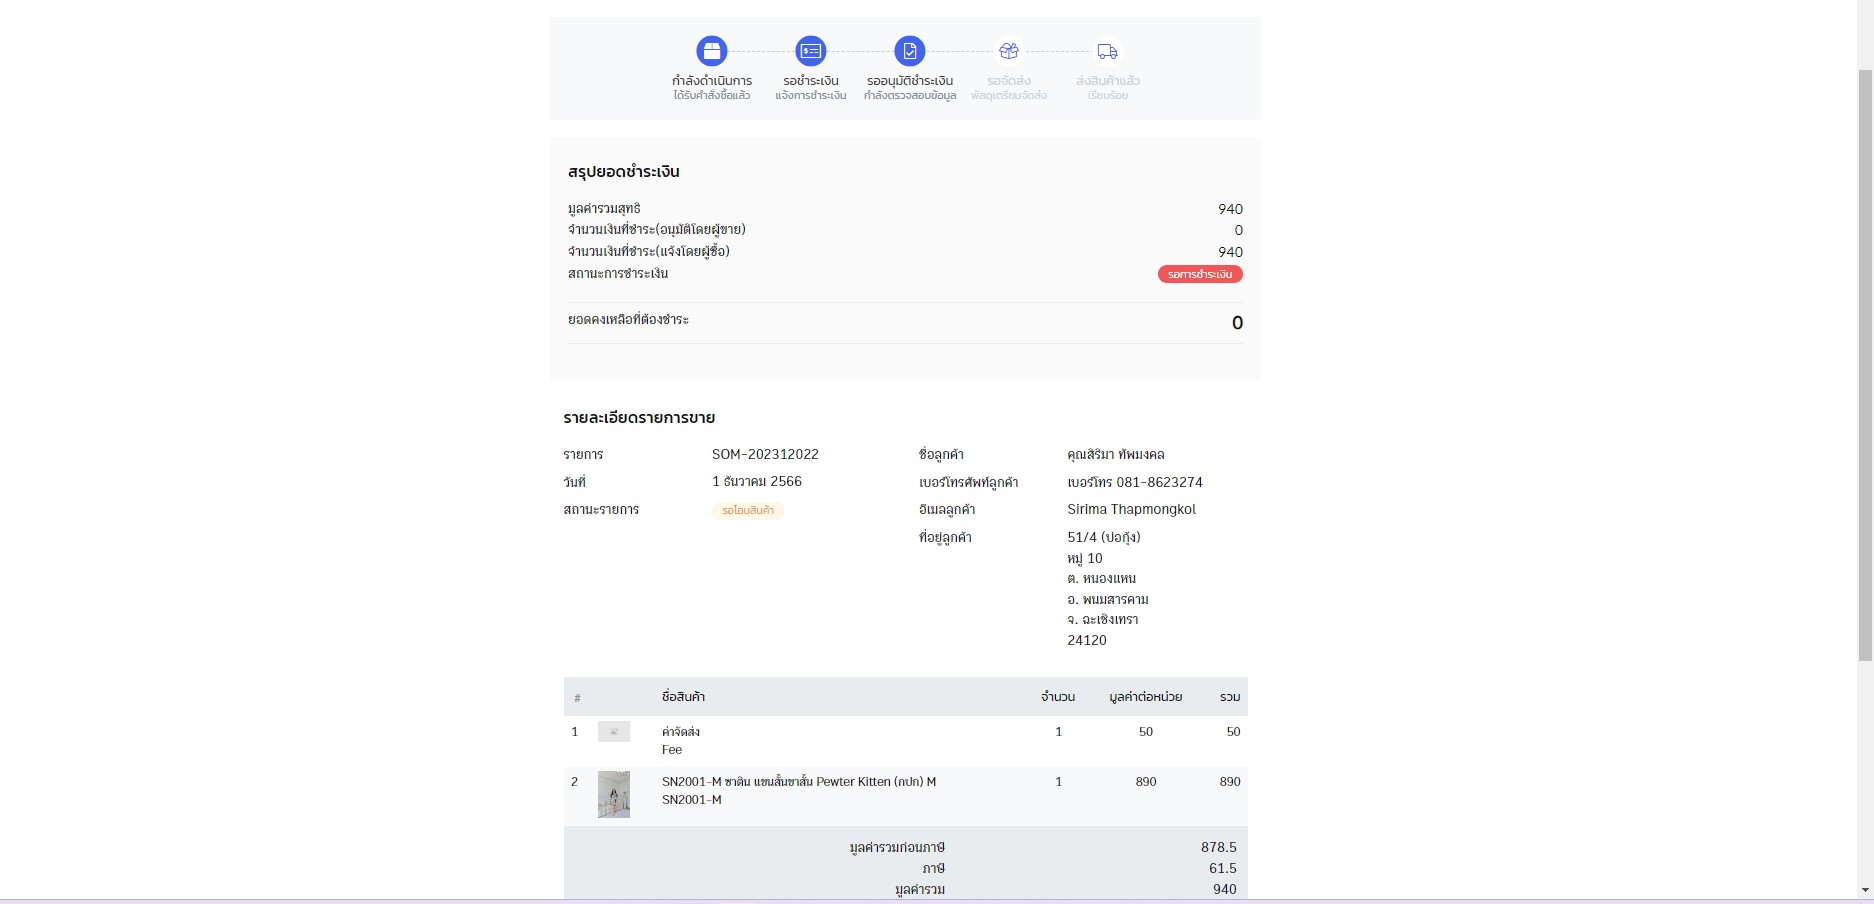 กำลังดำเนินการ
ได้รับคำสั่งซื้อแล้ว
รอชำระเงิน
แจ้งการชำระเงิน
รออนุมัติชำระเงิน
กำลังตรวจสอบข้อมูล
รอจัดส่ง
พัสดุเตรียมจัดส่ง
ส่งสินค้าแล้ว
เรียบร้อย
สรุปยอดชำระเงิน
มูลค่ารวมสุทธิ 940
จำนวนเงินที่ชำระ(อนุมัติโดยผู้ขาย) 0
จำนวนเงินที่ชำระ(แจ้งโดยผู้ซื้อ) 940
สถานะการชำระเงิน รอการชำระเงิน
ยอดคงเหลือที่ต้องชำระ 0
รายละเอียดรายการขาย
รายการ SOM-202312022
วันที่ 1 ธันวาคม 2566
สถานะรายการ รอโอนสินค้า
ชื่อลูกค้า คุณสิริมา ทัพมงคล
เบอร์โทรศัพท์ลูกค้า เบอร์โทร 081-8623274
อีเมลลูกค้า Sirima Thapmongkol
ที่อยู่ลูกค้า 51/4 (ปอกุ้ง)
หมู่ 10
ต. หนองแหน
อ. พนมสารคาม
จ. ฉะเชิงเทรา
24120
# ชื่อสินค้า จำนวน มูลค่าต่อหน่วย รวม
1 ค่าจัดส่ง 1 50 50
Fee
2 SN2001-M ซาติน แขนสั้นขาสั้น Pewter Kitten (กปก) M 1 890 890
SN2001-M
มูลค่ารวมก่อนภาษี 878.5
ภาษี 61.5
มูลค่ารวม 940